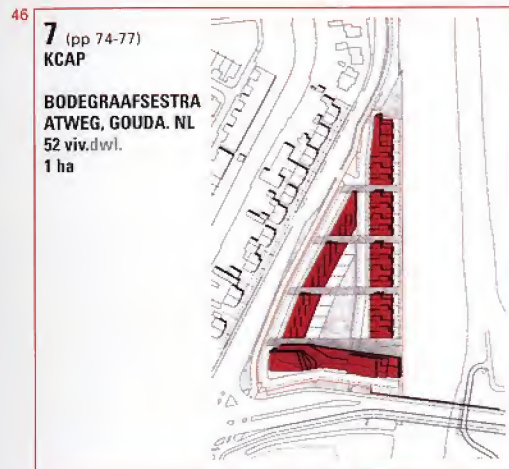 46
7 (pp 74-77)
KCAP
BODEGRAAFSESTRA
ATWEG, GOUDA. NL
52 viv.dwl.
1 ha